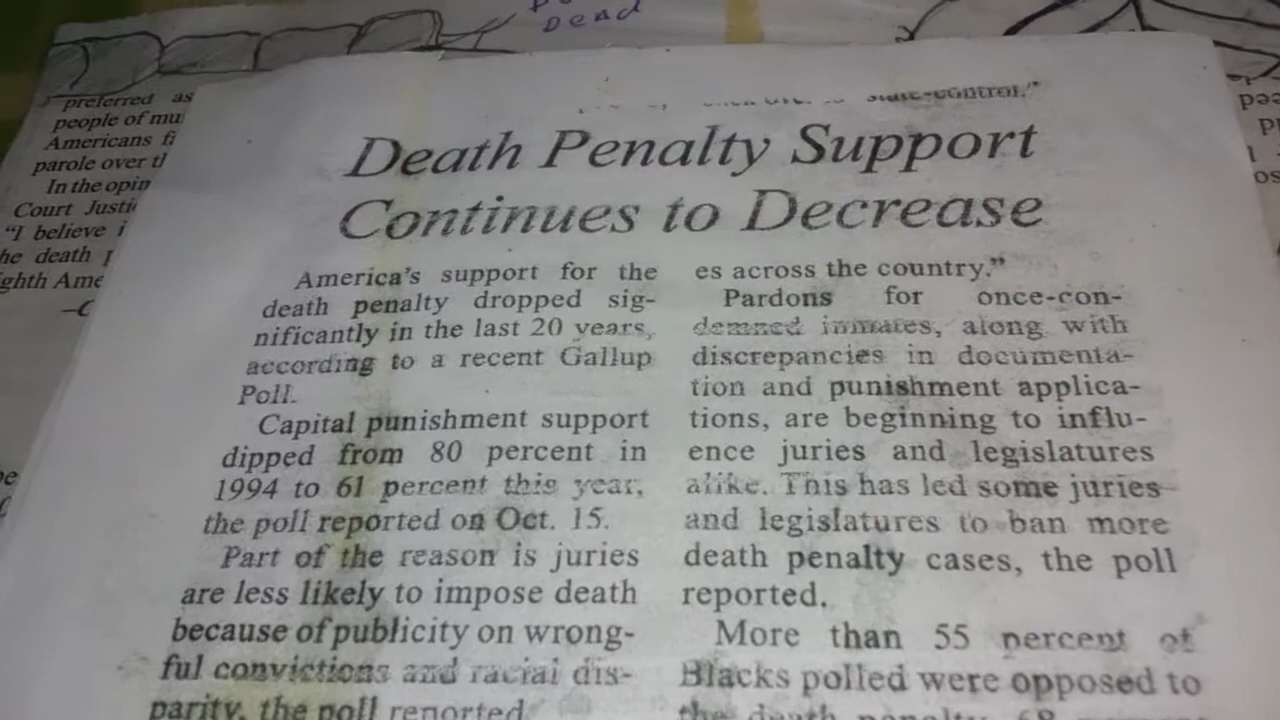 Dead
preferred as
people of mu
Americans fi
parole over th
In the opin
Court Justi
"I believe i
he death p
ghth Ame
state-control."
Death Penalty Support
Continues to Decrease
America's support for the
death penalty dropped sig-
nificantly in the last 20 years,
according to a recent Gallup
Poll.
Capital punishment support
dipped from 80 percent in
1994 to 61 percent this year,
the poll reported on Oct. 15.
Part of the reason is juries
are less likely to impose death
because of publicity on wrong-
ful convictions and racial dis-
parity, the poll reported.
es across the country."
Pardons for once-con-
demned inmates, along with
discrepancies in documenta-
tion and punishment applica-
tions, are beginning to influ-
ence juries and legislatures
alike. This has led some juries
and legislatures to ban more
death penalty cases, the poll
reported.
More than 55 percent of
Blacks polled were opposed to
the death penalty, 68